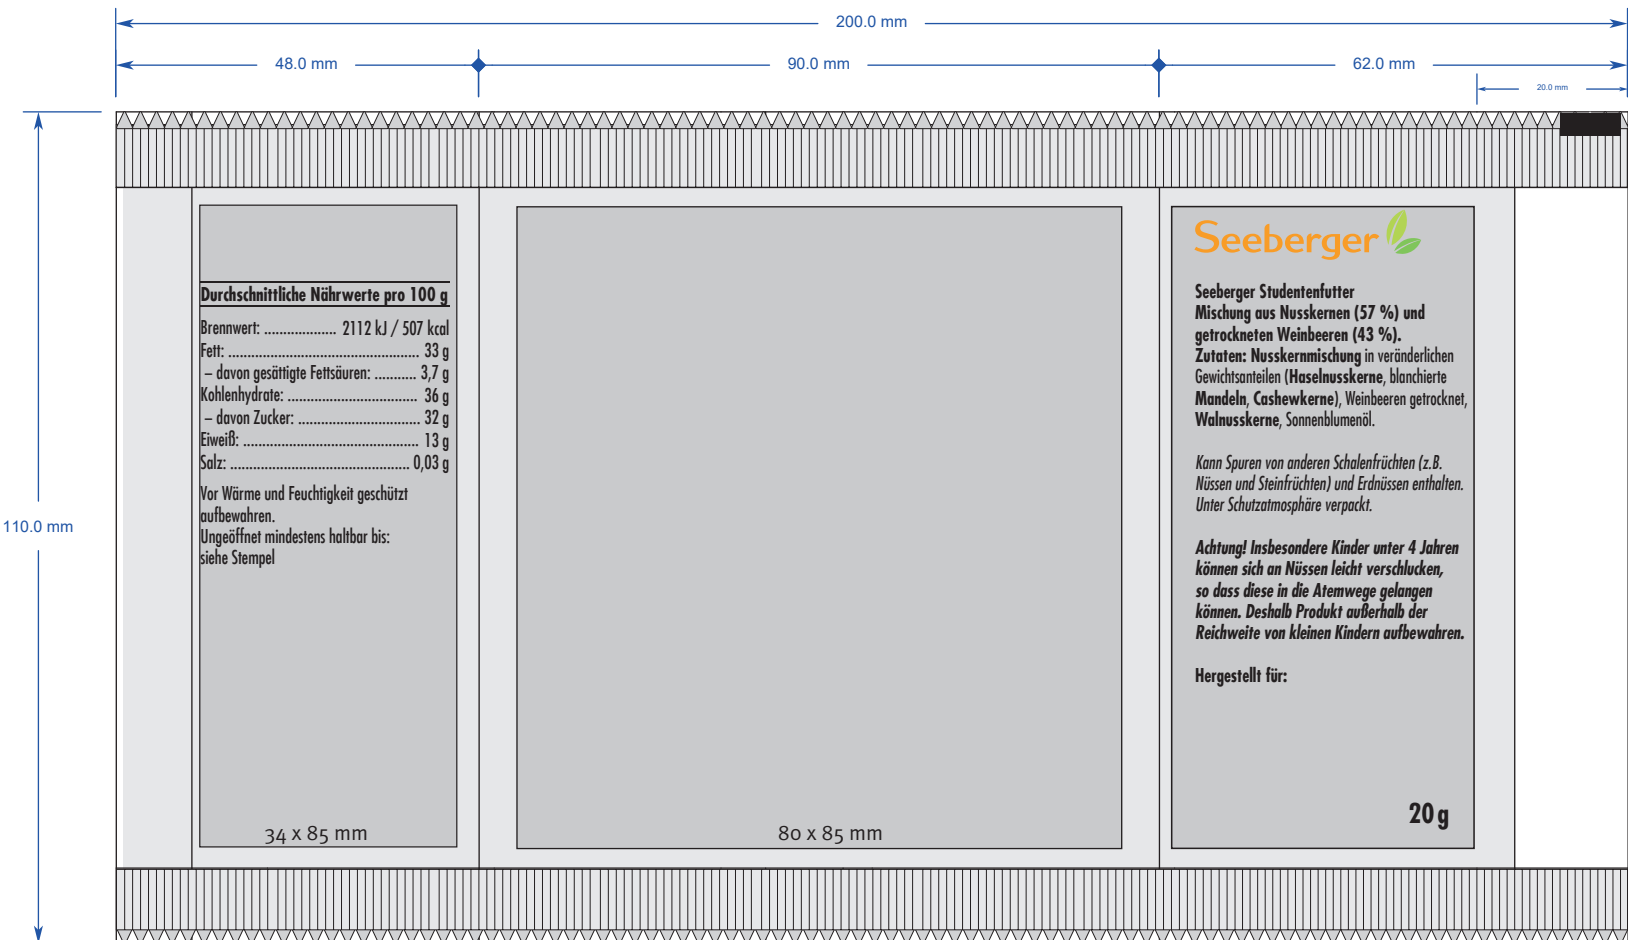 200.0 mm
48.0 mm
90.0 mm
62.0 mm
20.0 mm
110.0 mm
Durchschnittliche Nährwerte pro 100 g
Brennwert: ................... 2112 kJ / 507 kcal
Fett: .................................................. 33 g
– davon gesättigte Fettsäuren: ........... 3,7 g
Kohlenhydrate: .................................. 36 g
– davon Zucker: ................................ 32 g
Eiweiß: .............................................. 13 g
Salz: ............................................... 0,03 g
Vor Wärme und Feuchtigkeit geschützt
aufbewahren.
Ungeöffnet mindestens haltbar bis:
siehe Stempel
34 x 85 mm
80 x 85 mm
Seeberger
Seeberger Studentenfutter
Mischung aus Nusskernen (57 %) und
getrockneten Weinbeeren (43 %).
Zutaten: Nusskernmischung in veränderlichen
Gewichtsanteilen (Haselnusskerne, blanchierte
Mandeln, Cashewkerne), Weinbeeren getrocknet,
Walnusskerne, Sonnenblumenöl.
Kann Spuren von anderen Schalenfrüchten (z.B.
Nüssen und Steinfrüchten) und Erdnüssen enthalten.
Unter Schutzatmosphäre verpackt.
Achtung! Insbesondere Kinder unter 4 Jahren
können sich an Nüssen leicht verschlucken,
so dass diese in die Atemwege gelangen
können. Deshalb Produkt außerhalb der
Reichweite von kleinen Kindern aufbewahren.
Hergestellt für:
20 g